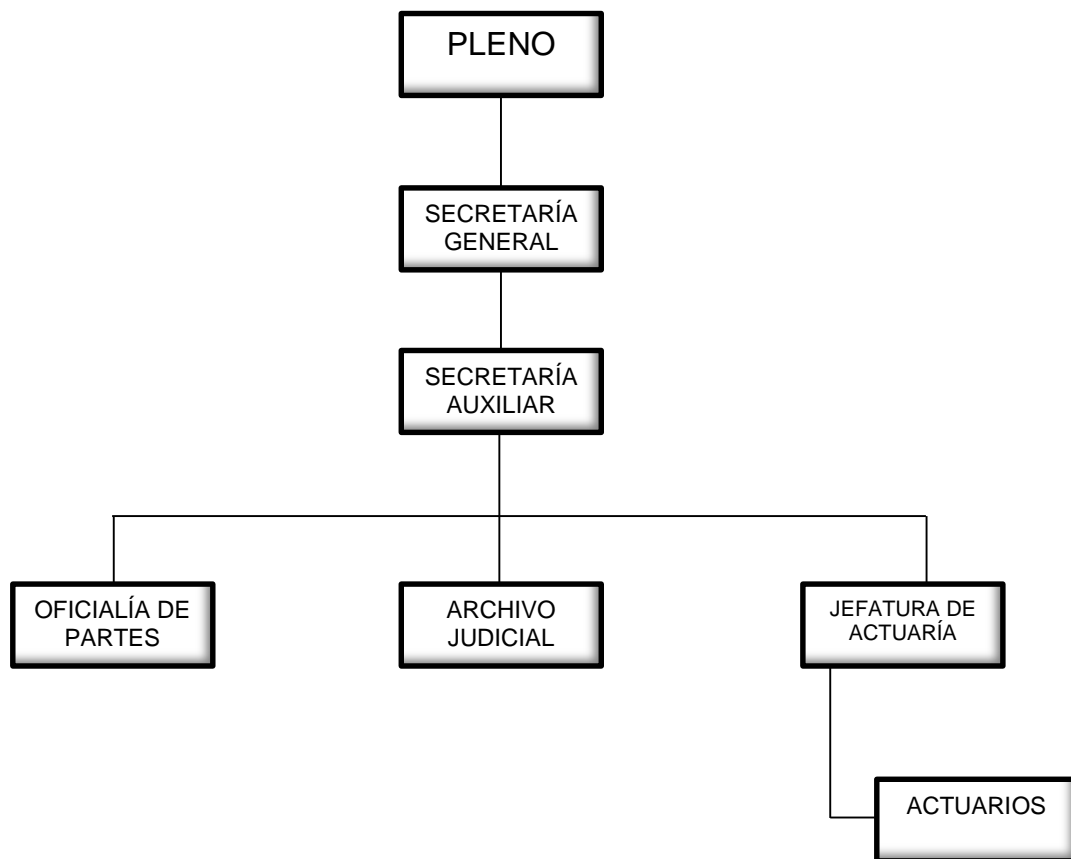 PLENO
SECRETARÍA
GENERAL
SECRETARÍA
AUXILIAR
OFICIALÍA DE
PARTES
ARCHIVO
JUDICIAL
JEFATURA DE
ACTUARÍA
ACTUARIOS